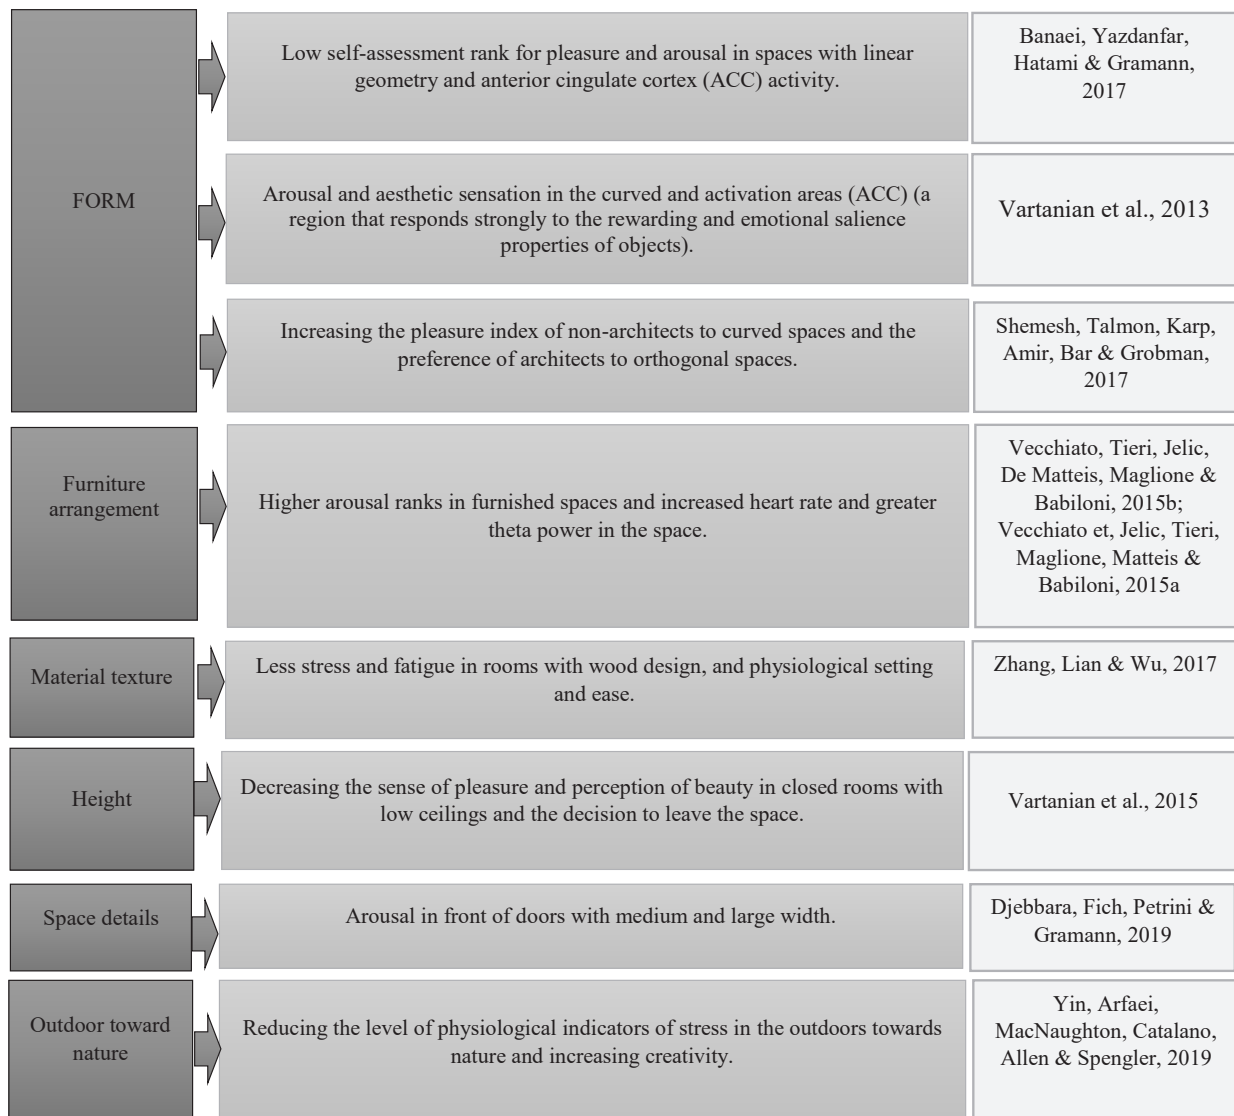 FORM
Low self-assessment rank for pleasure and arousal in spaces with linear
geometry and anterior cingulate cortex (ACC) activity.
Banaei, Yazdanfar,
Hatami & Gramann,
2017
Arousal and aesthetic sensation in the curved and activation areas (ACC) (a
region that responds strongly to the rewarding and emotional salience
properties of objects).
Vartanian et al., 2013
Increasing the pleasure index of non-architects to curved spaces and the
preference of architects to orthogonal spaces.
Shemesh, Talmon, Karp,
Amir, Bar & Grobman,
2017
Furniture
arrangement
Higher arousal ranks in furnished spaces and increased heart rate and greater
theta power in the space.
Vecchiato, Tieri, Jelic,
De Matteis, Maglione &
Babiloni, 2015b;
Vecchiato et, Jelic, Tieri,
Maglione, Matteis &
Babiloni, 2015a
Material texture
Less stress and fatigue in rooms with wood design, and physiological setting
and ease.
Zhang, Lian & Wu, 2017
Height
Decreasing the sense of pleasure and perception of beauty in closed rooms with
low ceilings and the decision to leave the space.
Vartanian et al., 2015
Space details
Arousal in front of doors with medium and large width.
Djebbara, Fich, Petrini &
Gramann, 2019
Outdoor toward
nature
Reducing the level of physiological indicators of stress in the outdoors towards
nature and increasing creativity.
Yin, Arfaei,
MacNaughton, Catalano,
Allen & Spengler, 2019